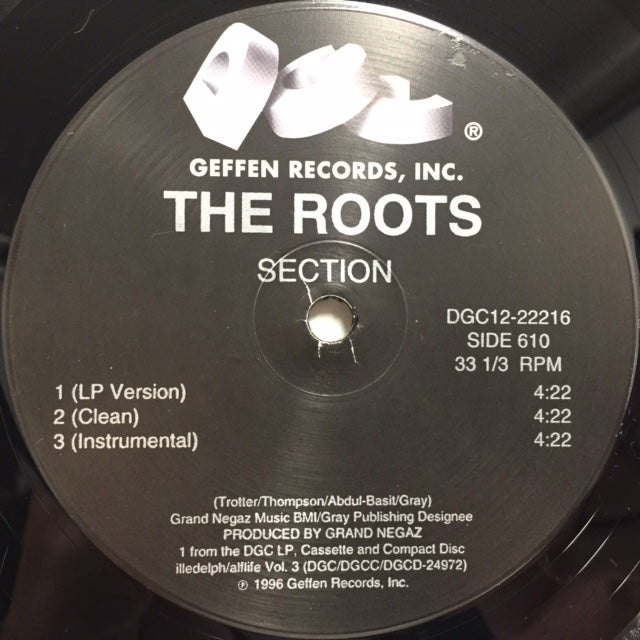 DGC ®
GEFFEN RECORDS, INC.
THE ROOTS
SECTION
DGC12-22216
SIDE 610
33 1/3 RPM
1 (LP Version) 4:22
2 (Clean) 4:22
3 (Instrumental) 4:22
(Trotter/Thompson/Abdul-Basit/Gray)
Grand Negaz Music BMI/Gray Publishing Designee
PRODUCED BY GRAND NEGAZ
1 from the DGC LP, Cassette and Compact Disc
illedelph/alflife Vol. 3 (DGC/DGCC/DGCD-24972)
℗ 1996 Geffen Records, Inc.